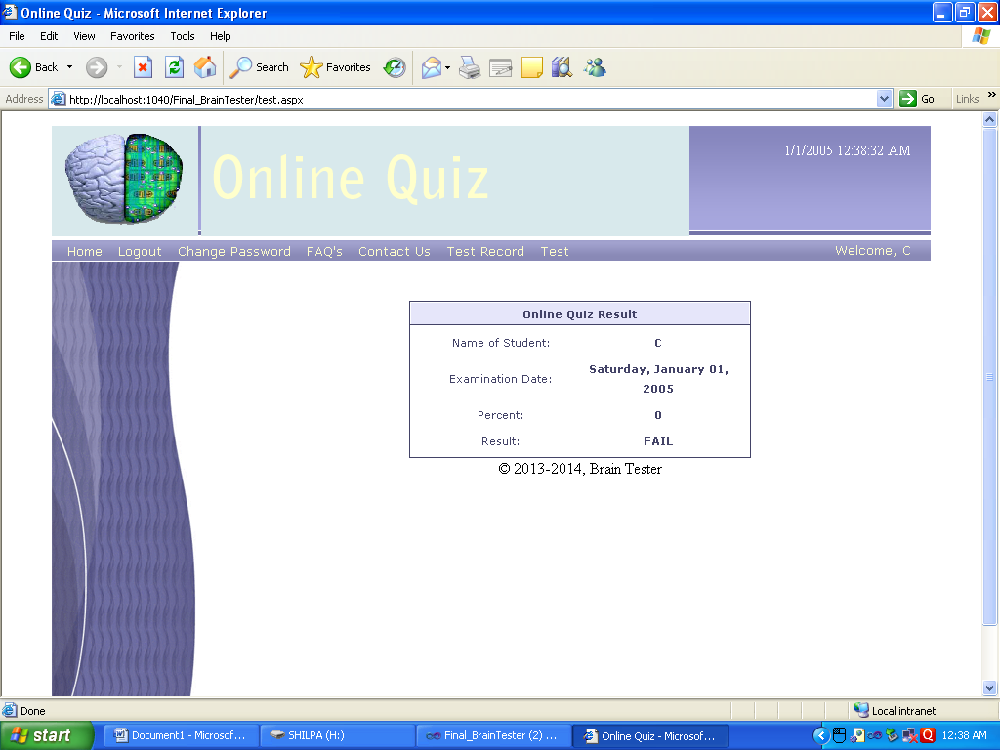 Online Quiz - Microsoft Internet Explorer
File Edit View Favorites Tools Help
Back Search Favorites
Address http://localhost:1040/Final_BrainTester/test.aspx Go Links »
Online Quiz
1/1/2005 12:38:32 AM
Home Logout Change Password FAQ's Contact Us Test Record Test Welcome, C
Online Quiz Result
Name of Student: C
Examination Date: Saturday, January 01,
2005
Percent: 0
Result: FAIL
© 2013-2014, Brain Tester
Done Local intranet
start Document1 - Microsof... SHILPA (H:) Final_BrainTester (2) ... Online Quiz - Microsof... 12:38 AM